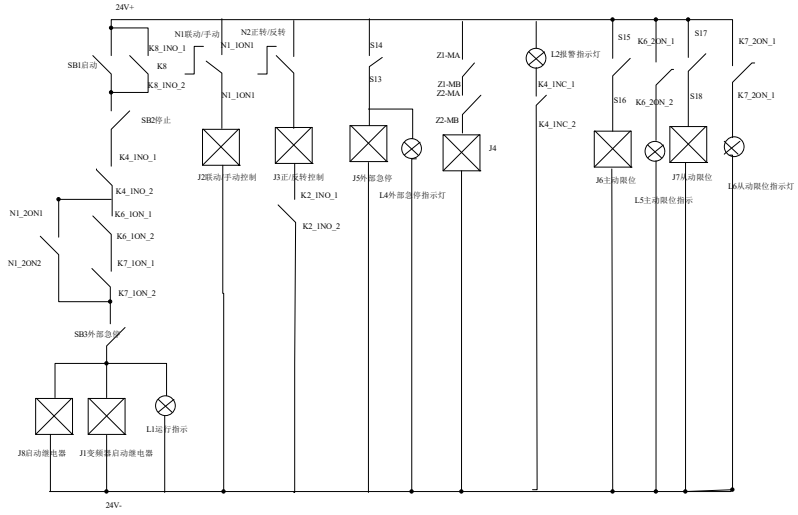 24V+
SB1启动
K8_1NO_1
K8
K8_1NO_2
SB2停止
K4_1NO_1
K4_1NO_2
N1_2ON1
N1_2ON2
K6_1ON_1
K6_1ON_2
K7_1ON_1
K7_1ON_2
SB3外部急停
J8启动继电器
J1变频器启动继电器
L1运行指示
24V-
N1联动/手动
N1_1ON1
N1_1ON1
J2联动/手动控制
N2正转/反转
J3正/反转控制
K2_1NO_1
K2_1NO_2
S14
S13
J5外部急停
L4外部急停指示灯
Z1-MA
Z1-MB
Z2-MA
Z2-MB
J4
L2报警指示灯
K4_1NC_1
K4_1NC_2
S15
S16
J6主动限位
K6_2ON_1
K6_2ON_2
L5主动限位指示
S17
S18
J7从动限位
K7_2ON_1
K7_2ON_1
L6从动限位指示灯